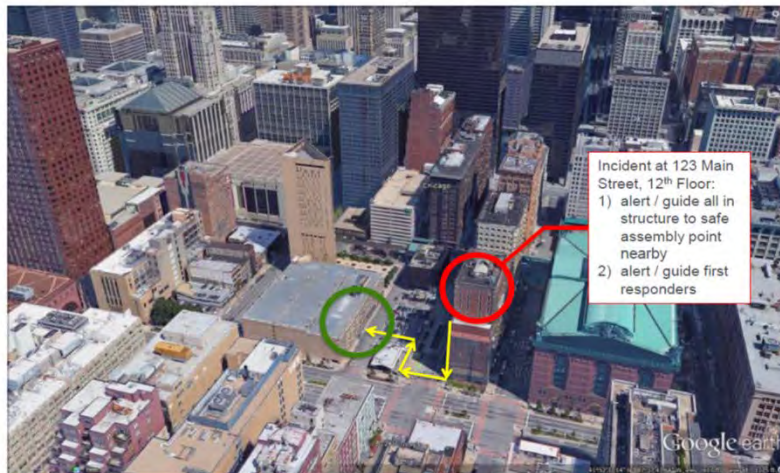 Incident at 123 Main
Street, 12th Floor:
1) alert / guide all in
structure to safe
assembly point
nearby
2) alert / guide first
responders
Chicago
Google earth